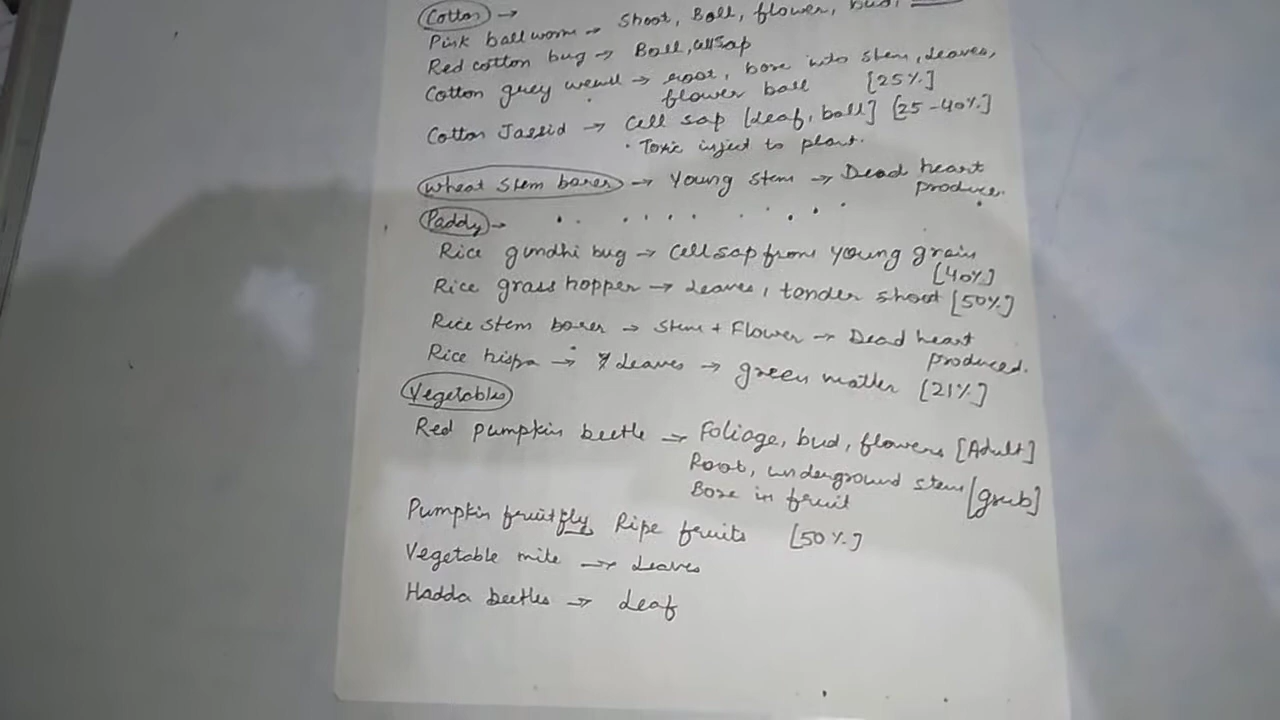 Cotton →
Pink ball worm → Shoot, Ball, flower, bud,
Red cotton bug → Ball, cell sap
Cotton grey weevil → root, bore into stem, leaves,
flower ball [25%]
Cotton Jassid → Cell sap [leaf, ball] [25-40%]
• Toxic inject to plant.
Wheat Stem borer → Young stem → Dead heart
produce.
Paddy →
Rice gundhi bug → Cell sap from young grain
[40%]
Rice grass hopper → Leaves, tender shoot [50%]
Rice stem borer → Stem + Flower → Dead heart
produced.
Rice hispa → Leaves → green matter [21%]
Vegetables
Red pumpkin beetle → Foliage, bud, flowers [Adult]
Root, underground stem [grub]
Bore in fruit
Pumpkin fruitfly Ripe fruits [50%]
Vegetable mite → Leaves
Hadda beetles → Leaf